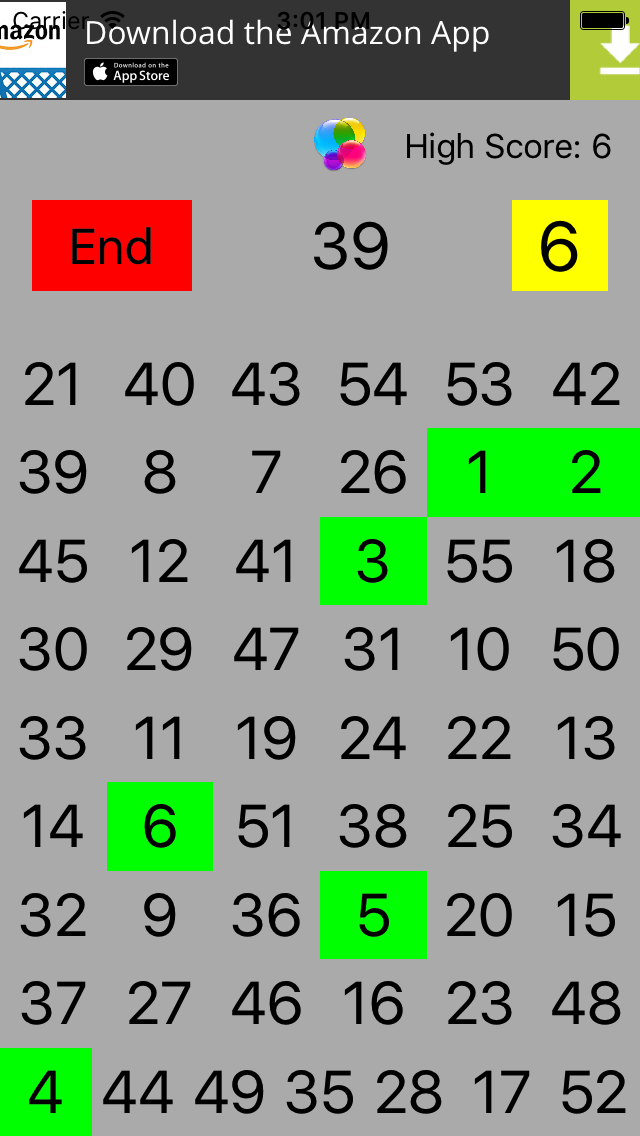 Carrier 3:01 PM
amazon
Download the Amazon App
Download on the
App Store
High Score: 6
End 39 6
21 40 43 54 53 42
39 8 7 26 1 2
45 12 41 3 55 18
30 29 47 31 10 50
33 11 19 24 22 13
14 6 51 38 25 34
32 9 36 5 20 15
37 27 46 16 23 48
4 44 49 35 28 17 52